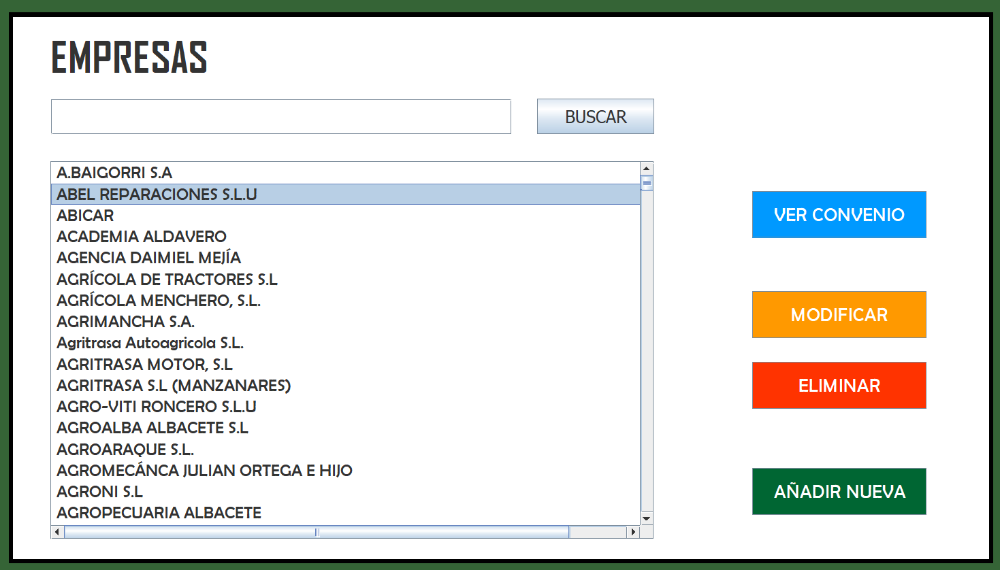 EMPRESAS
BUSCAR
A.BAIGORRI S.A
ABEL REPARACIONES S.L.U
ABICAR
ACADEMIA ALDAVERO
AGENCIA DAIMIEL MEJÍA
AGRÍCOLA DE TRACTORES S.L
AGRÍCOLA MENCHERO, S.L.
AGRIMANCHA S.A.
Agritrasa Autoagricola S.L.
AGRITRASA MOTOR, S.L
AGRITRASA S.L (MANZANARES)
AGRO-VITI RONCERO S.L.U
AGROALBA ALBACETE S.L
AGROARAQUE S.L.
AGROMECÁNCA JULIAN ORTEGA E HIJO
AGRONI S.L
AGROPECUARIA ALBACETE
VER CONVENIO
MODIFICAR
ELIMINAR
AÑADIR NUEVA